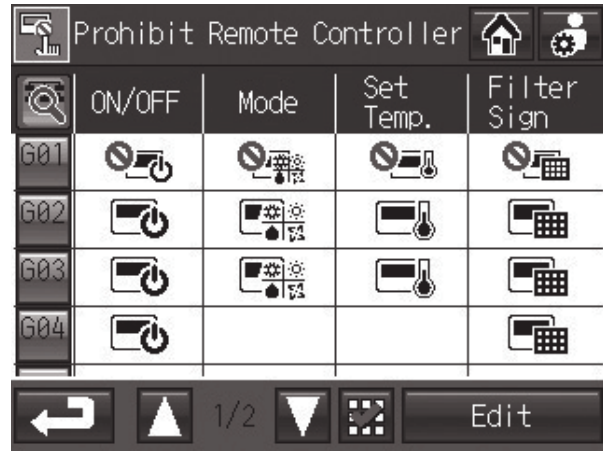 Prohibit Remote Controller
ON/OFF
Mode
Set
Temp.
Filter
Sign
G01
G02
G03
G04
1/2
Edit